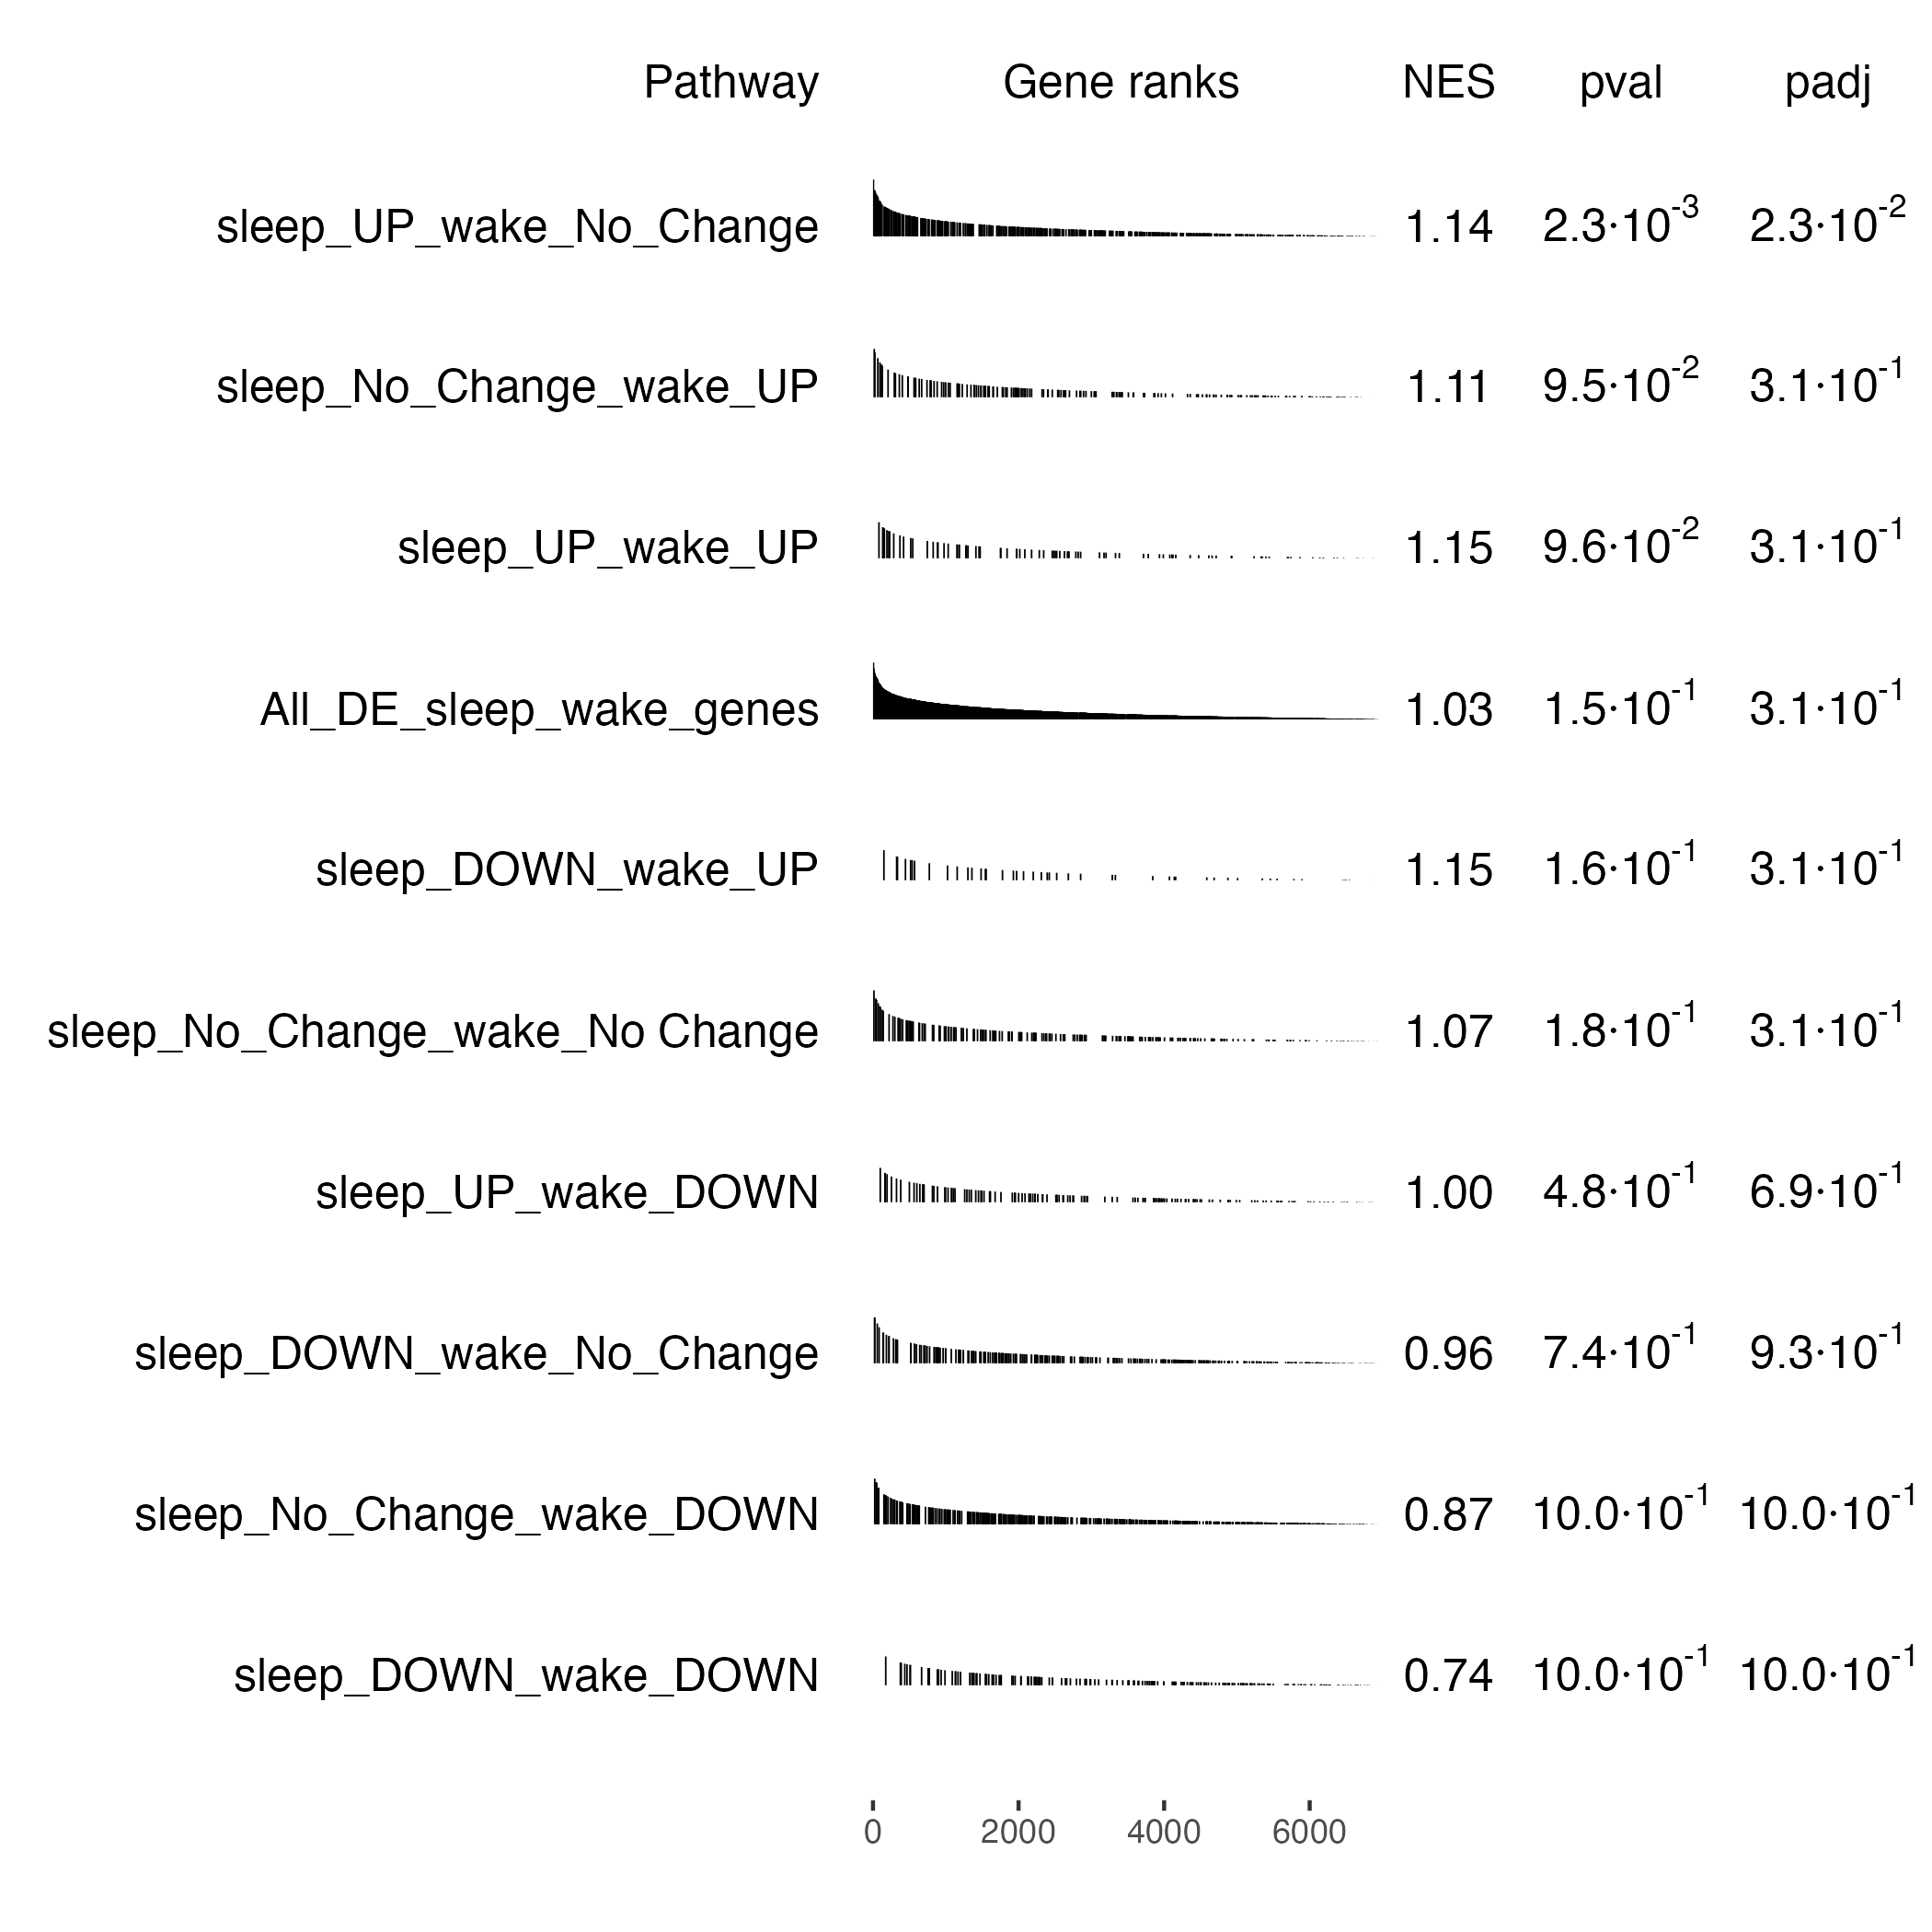 Pathway Gene ranks NES pval padj
sleep_UP_wake_No_Change 1.14 2.3·10⁻³ 2.3·10⁻²
sleep_No_Change_wake_UP 1.11 9.5·10⁻² 3.1·10⁻¹
sleep_UP_wake_UP 1.15 9.6·10⁻² 3.1·10⁻¹
All_DE_sleep_wake_genes 1.03 1.5·10⁻¹ 3.1·10⁻¹
sleep_DOWN_wake_UP 1.15 1.6·10⁻¹ 3.1·10⁻¹
sleep_No_Change_wake_No Change 1.07 1.8·10⁻¹ 3.1·10⁻¹
sleep_UP_wake_DOWN 1.00 4.8·10⁻¹ 6.9·10⁻¹
sleep_DOWN_wake_No_Change 0.96 7.4·10⁻¹ 9.3·10⁻¹
sleep_No_Change_wake_DOWN 0.87 10.0·10⁻¹ 10.0·10⁻¹
sleep_DOWN_wake_DOWN 0.74 10.0·10⁻¹ 10.0·10⁻¹
0 2000 4000 6000